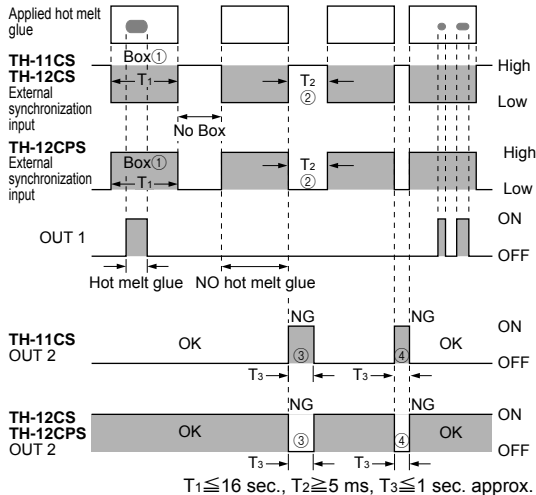 Applied hot melt
glue
Box①
TH-11CS
TH-12CS
External
synchronization
input
T1
T2
②
High
Low
No Box
TH-12CPS
External
synchronization
input
Box①
T1
T2
②
High
Low
OUT 1
ON
OFF
Hot melt glue NO hot melt glue
TH-11CS
OUT 2
OK
NG
③
NG
④
OK
ON
OFF
T3
T3
TH-12CS
TH-12CPS
OUT 2
OK
NG
③
NG
④
OK
ON
OFF
T3
T3
T1≦16 sec., T2≧5 ms, T3≦1 sec. approx.